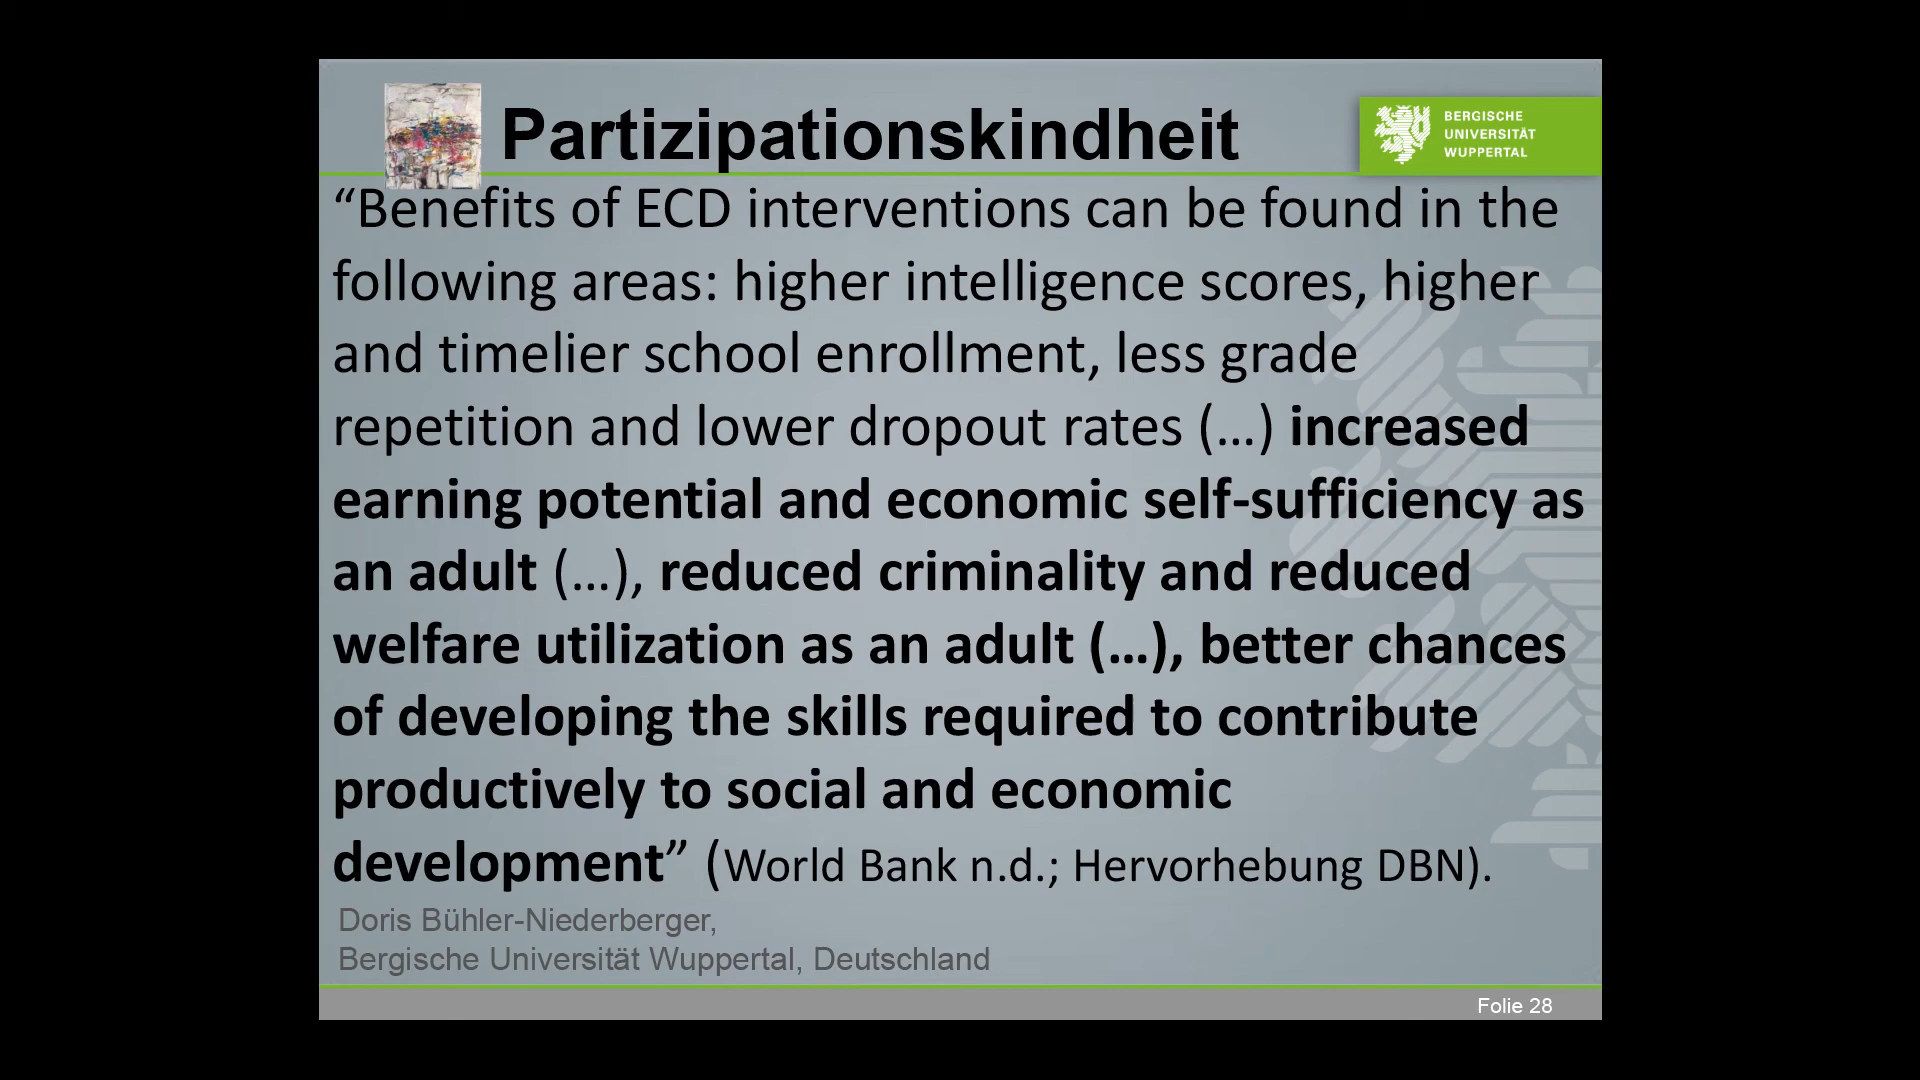 Partizipationskindheit
BERGISCHE
UNIVERSITÄT
WUPPERTAL
“Benefits of ECD interventions can be found in the
following areas: higher intelligence scores, higher
and timelier school enrollment, less grade
repetition and lower dropout rates (…) increased
earning potential and economic self-sufficiency as
an adult (…), reduced criminality and reduced
welfare utilization as an adult (…), better chances
of developing the skills required to contribute
productively to social and economic
development” (World Bank n.d.; Hervorhebung DBN).
Doris Bühler-Niederberger,
Bergische Universität Wuppertal, Deutschland
Folie 28